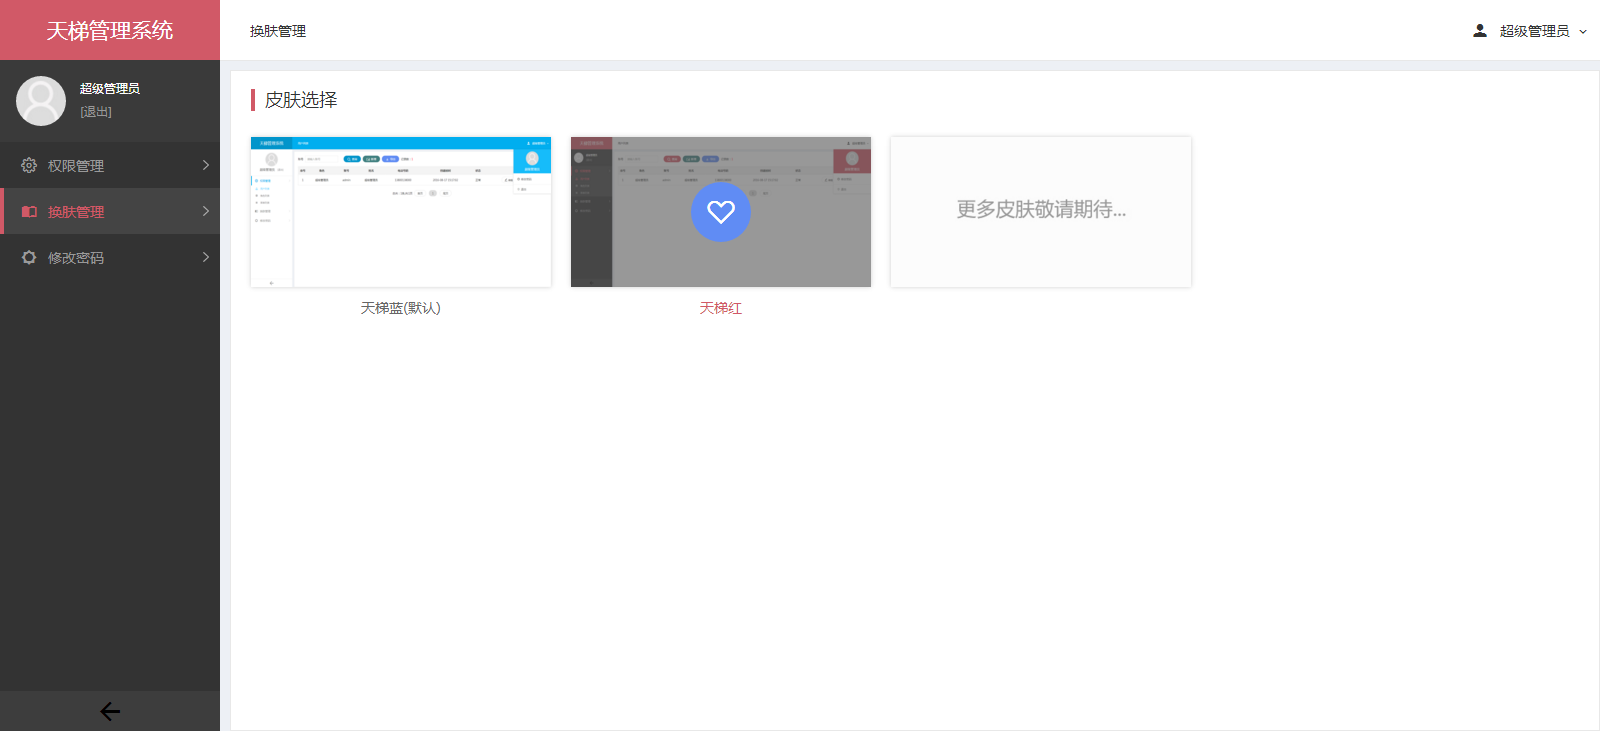 天梯管理系统
换肤管理
超级管理员
超级管理员
[退出]
权限管理
换肤管理
修改密码
皮肤选择
更多皮肤敬请期待...
天梯蓝(默认)
天梯红